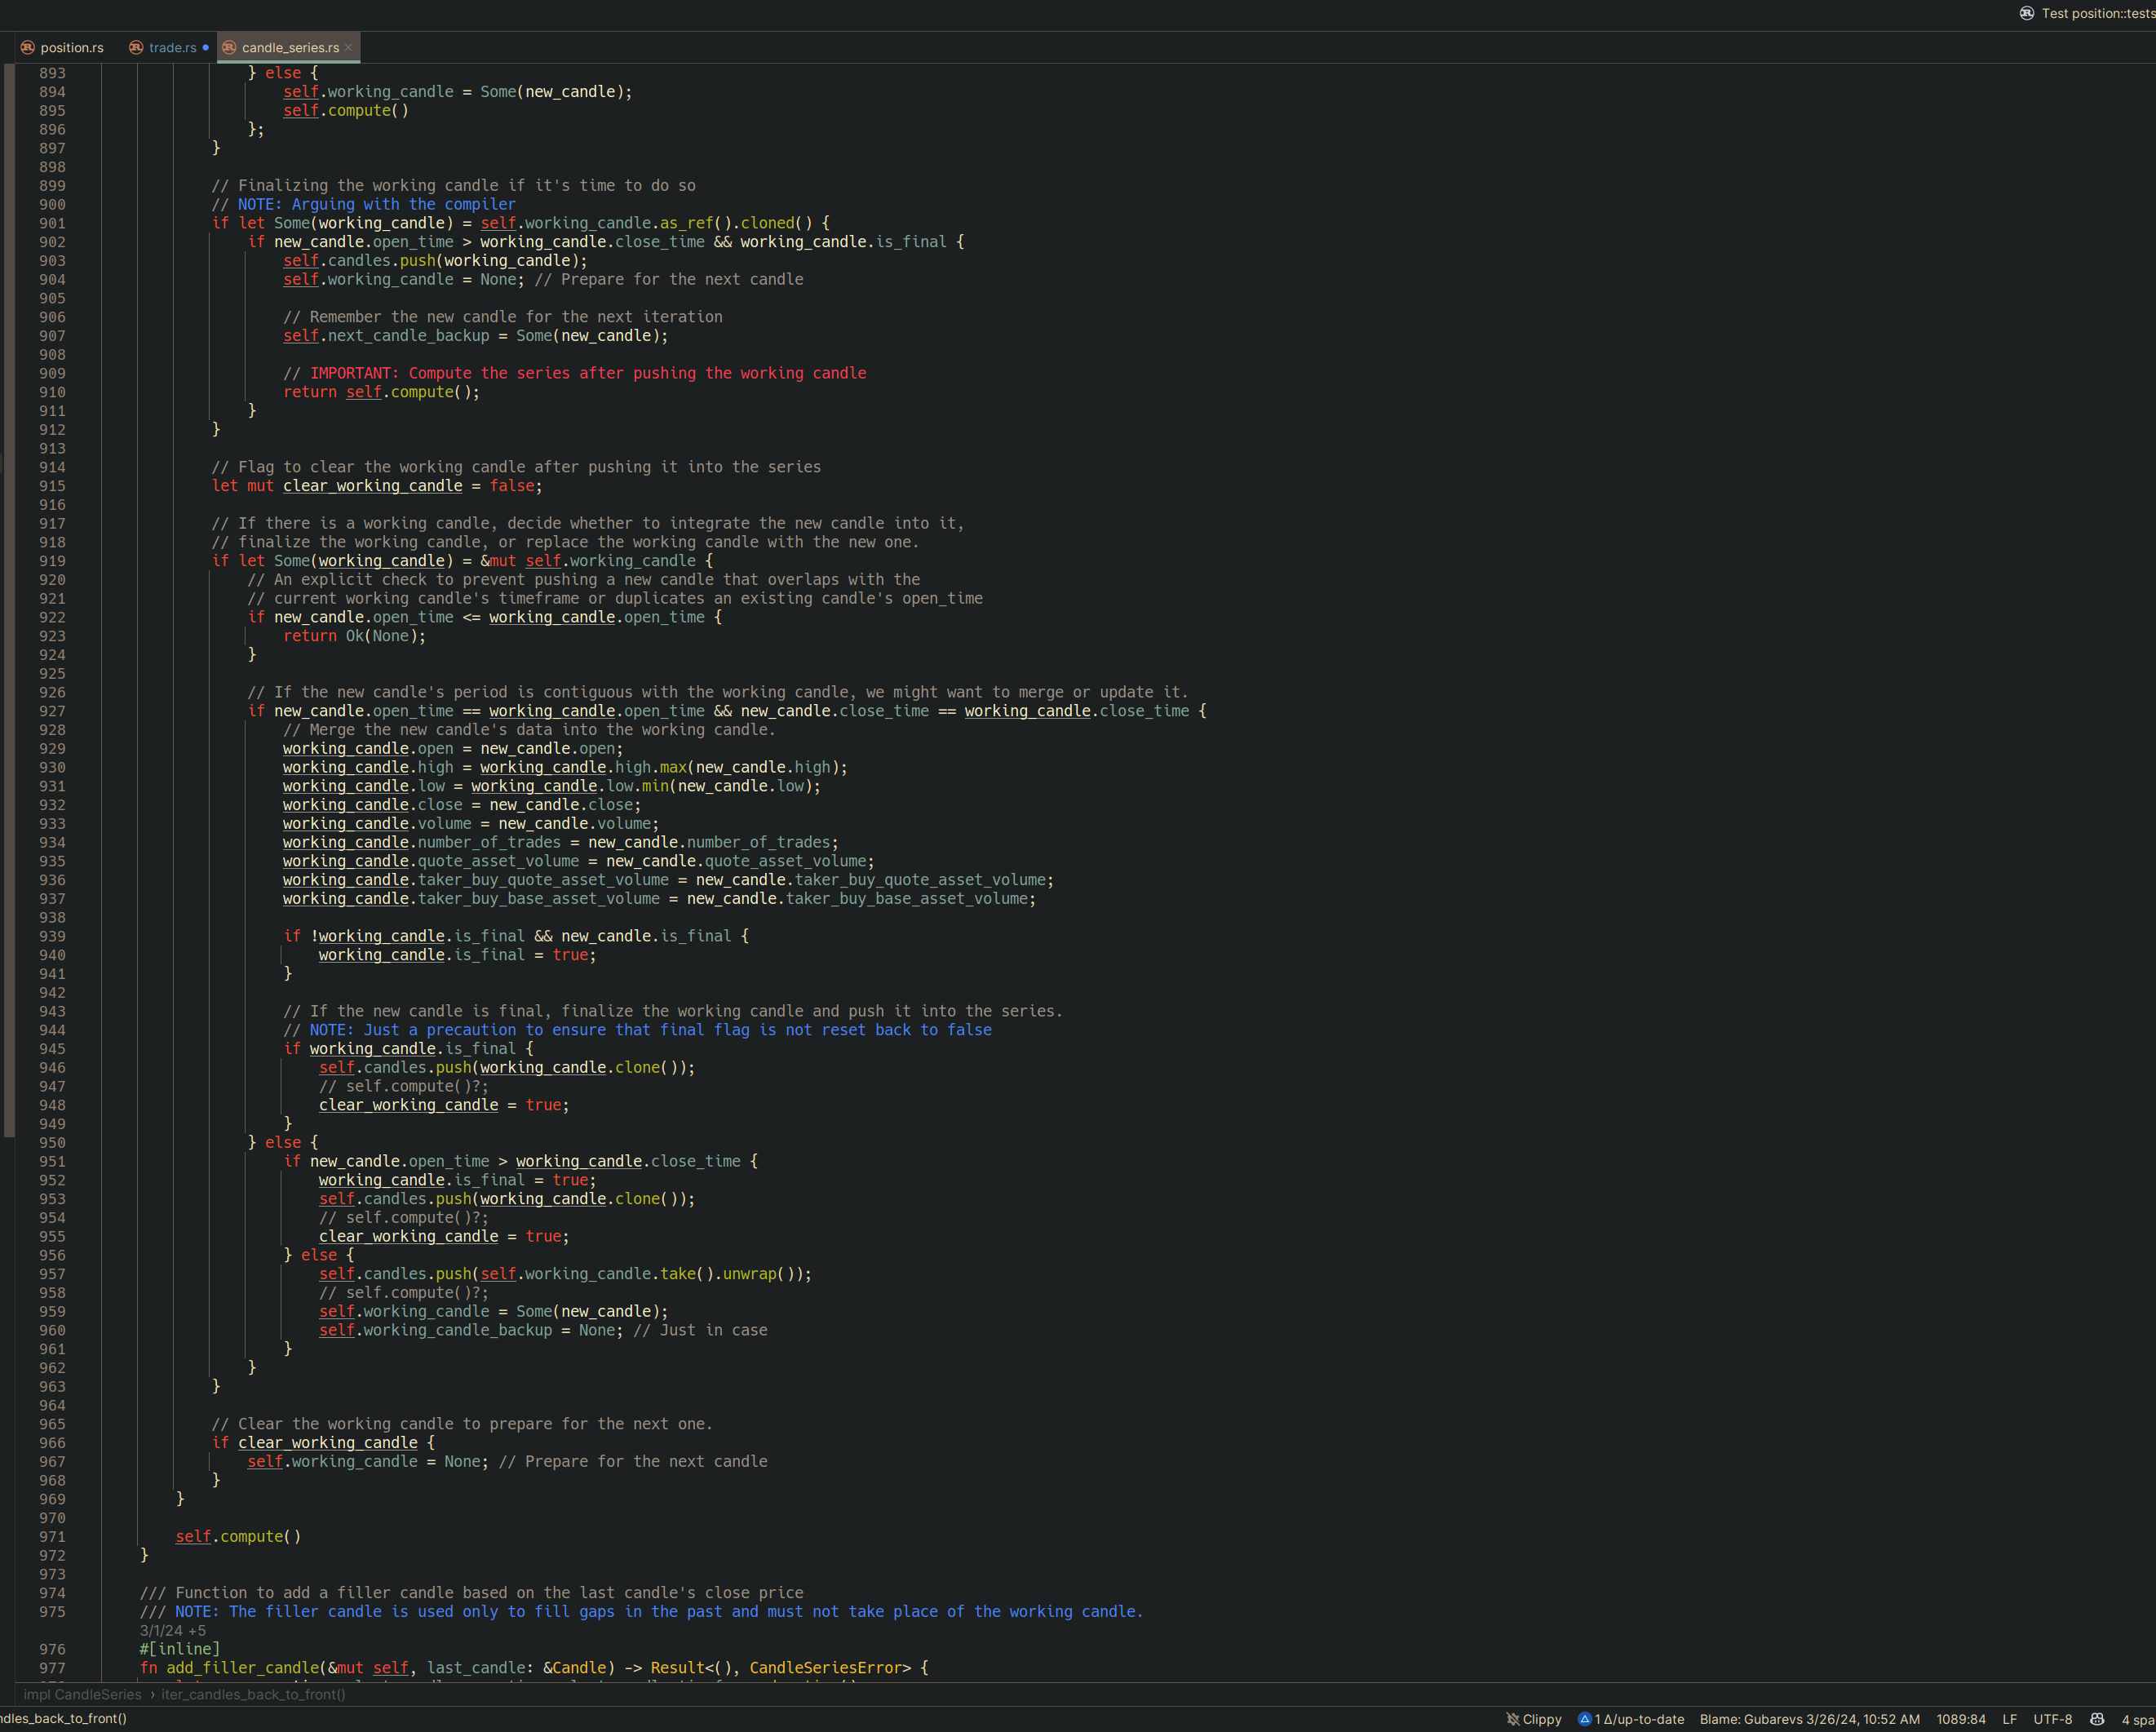 Test position::tests
position.rs
trade.rs
candle_series.rs
893 } else {
894 self.working_candle = Some(new_candle);
895 self.compute()
896 };
897 }
898
899 // Finalizing the working candle if it's time to do so
900 // NOTE: Arguing with the compiler
901 if let Some(working_candle) = self.working_candle.as_ref().cloned() {
902 if new_candle.open_time > working_candle.close_time && working_candle.is_final {
903 self.candles.push(working_candle);
904 self.working_candle = None; // Prepare for the next candle
905
906 // Remember the new candle for the next iteration
907 self.next_candle_backup = Some(new_candle);
908
909 // IMPORTANT: Compute the series after pushing the working candle
910 return self.compute();
911 }
912 }
913
914 // Flag to clear the working candle after pushing it into the series
915 let mut clear_working_candle = false;
916
917 // If there is a working candle, decide whether to integrate the new candle into it,
918 // finalize the working candle, or replace the working candle with the new one.
919 if let Some(working_candle) = &mut self.working_candle {
920 // An explicit check to prevent pushing a new candle that overlaps with the
921 // current working candle's timeframe or duplicates an existing candle's open_time
922 if new_candle.open_time <= working_candle.open_time {
923 return Ok(None);
924 }
925
926 // If the new candle's period is contiguous with the working candle, we might want to merge or update it.
927 if new_candle.open_time == working_candle.open_time && new_candle.close_time == working_candle.close_time {
928 // Merge the new candle's data into the working candle.
929 working_candle.open = new_candle.open;
930 working_candle.high = working_candle.high.max(new_candle.high);
931 working_candle.low = working_candle.low.min(new_candle.low);
932 working_candle.close = new_candle.close;
933 working_candle.volume = new_candle.volume;
934 working_candle.number_of_trades = new_candle.number_of_trades;
935 working_candle.quote_asset_volume = new_candle.quote_asset_volume;
936 working_candle.taker_buy_quote_asset_volume = new_candle.taker_buy_quote_asset_volume;
937 working_candle.taker_buy_base_asset_volume = new_candle.taker_buy_base_asset_volume;
938
939 if !working_candle.is_final && new_candle.is_final {
940 working_candle.is_final = true;
941 }
942
943 // If the new candle is final, finalize the working candle and push it into the series.
944 // NOTE: Just a precaution to ensure that final flag is not reset back to false
945 if working_candle.is_final {
946 self.candles.push(working_candle.clone());
947 // self.compute()?;
948 clear_working_candle = true;
949 }
950 } else {
951 if new_candle.open_time > working_candle.close_time {
952 working_candle.is_final = true;
953 self.candles.push(working_candle.clone());
954 // self.compute()?;
955 clear_working_candle = true;
956 } else {
957 self.candles.push(self.working_candle.take().unwrap());
958 // self.compute()?;
959 self.working_candle = Some(new_candle);
960 self.working_candle_backup = None; // Just in case
961 }
962 }
963 }
964
965 // Clear the working candle to prepare for the next one.
966 if clear_working_candle {
967 self.working_candle = None; // Prepare for the next candle
968 }
969 }
970
971 self.compute()
972 }
973
974 /// Function to add a filler candle based on the last candle's close price
975 /// NOTE: The filler candle is used only to fill gaps in the past and must not take place of the working candle.
3/1/24 +5
976 #[inline]
977 fn add_filler_candle(&mut self, last_candle: &Candle) -> Result<(), CandleSeriesError> {
impl CandleSeries › iter_candles_back_to_front()
ndles_back_to_front() Clippy 1 Δ/up-to-date Blame: Gubarevs 3/26/24, 10:52 AM 1089:84 LF UTF-8 4 spa